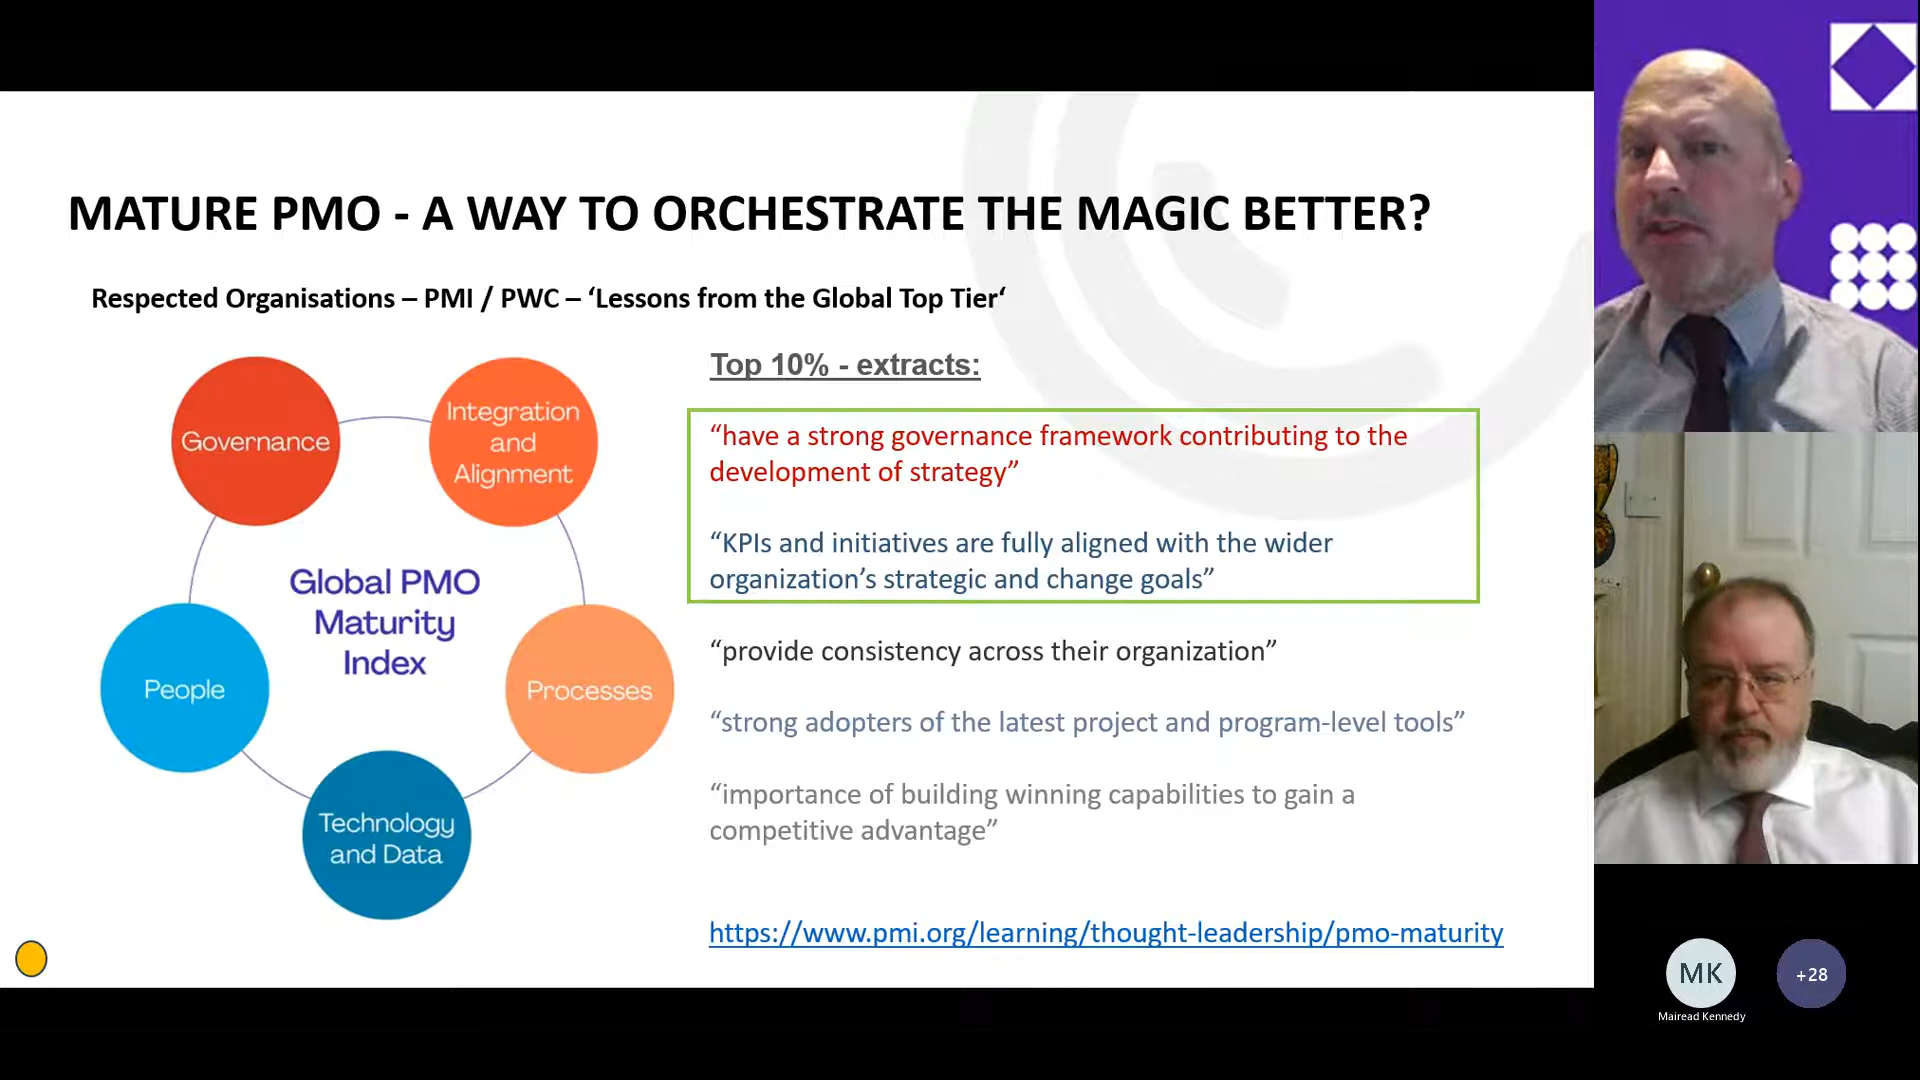 MATURE PMO - A WAY TO ORCHESTRATE THE MAGIC BETTER?
Respected Organisations – PMI / PWC – ‘Lessons from the Global Top Tier‘
Governance
Integration
and
Alignment
Global PMO
Maturity
Index
People
Processes
Technology
and Data
Top 10% - extracts:
“have a strong governance framework contributing to the
development of strategy”
“KPIs and initiatives are fully aligned with the wider
organization’s strategic and change goals”
“provide consistency across their organization”
“strong adopters of the latest project and program-level tools”
“importance of building winning capabilities to gain a
competitive advantage”
https://www.pmi.org/learning/thought-leadership/pmo-maturity
MK
+28
Mairead Kennedy